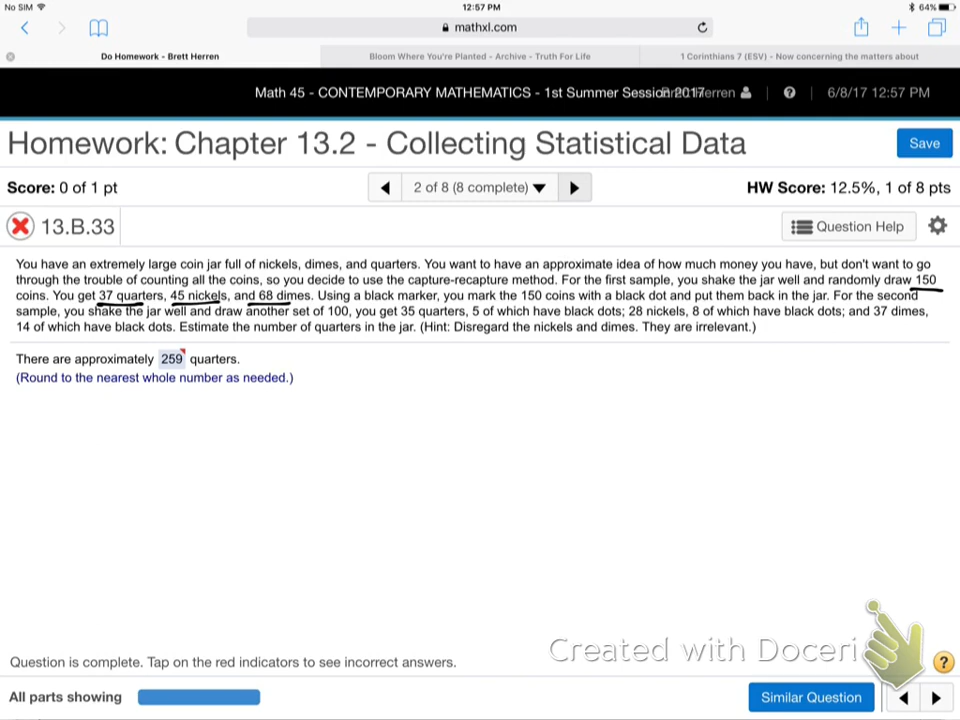 No SIM 12:57 PM 64%
mathxl.com
Do Homework - Brett Herren Bloom Where You're Planted - Archive - Truth For Life 1 Corinthians 7 (ESV) - Now concerning the matters about
Math 45 - CONTEMPORARY MATHEMATICS - 1st Summer Session 2017 Herren ? 6/8/17 12:57 PM
Homework: Chapter 13.2 - Collecting Statistical Data Save
Score: 0 of 1 pt 2 of 8 (8 complete) HW Score: 12.5%, 1 of 8 pts
13.B.33 Question Help
You have an extremely large coin jar full of nickels, dimes, and quarters. You want to have an approximate idea of how much money you have, but don't want to go
through the trouble of counting all the coins, so you decide to use the capture-recapture method. For the first sample, you shake the jar well and randomly draw 150
coins. You get 37 quarters, 45 nickels, and 68 dimes. Using a black marker, you mark the 150 coins with a black dot and put them back in the jar. For the second
sample, you shake the jar well and draw another set of 100, you get 35 quarters, 5 of which have black dots; 28 nickels, 8 of which have black dots; and 37 dimes,
14 of which have black dots. Estimate the number of quarters in the jar. (Hint: Disregard the nickels and dimes. They are irrelevant.)
There are approximately 259 quarters.
(Round to the nearest whole number as needed.)
Created with Doceri
Question is complete. Tap on the red indicators to see incorrect answers. ?
All parts showing Similar Question